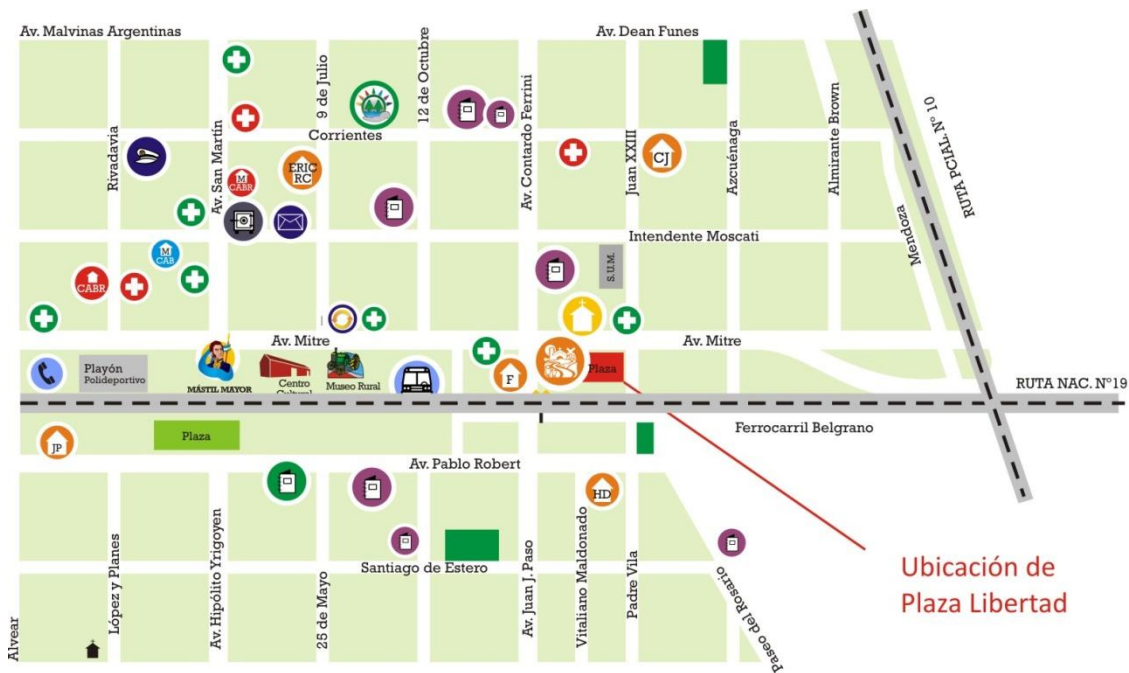 Av. Malvinas Argentinas
Av. Dean Funes
9 de Julio
12 de Octubre
Av. Contardo Ferrini
Corrientes
Rivadavia
Av. San Martín
Juan XXIII
Azcuénaga
Almirante Brown
Mendoza
RUTA PCIAL. Nº 10
ERIC
RC
CJ
M
CABR
Intendente Moscati
M
CAB
CABR
S.U.M.
Av. Mitre
Av. Mitre
Playón
Polideportivo
MÁSTIL MAYOR
Centro
Cultural
Museo Rural
F
Plaza
RUTA NAC. Nº19
Ferrocarril Belgrano
JP
Plaza
Av. Pablo Robert
HD
Santiago de Estero
Alvear
López y Planes
Av. Hipólito Yrigoyen
25 de Mayo
Av. Juan J. Paso
Vitaliano Maldonado
Padre Vila
Paseo del Rosario
Ubicación de
Plaza Libertad